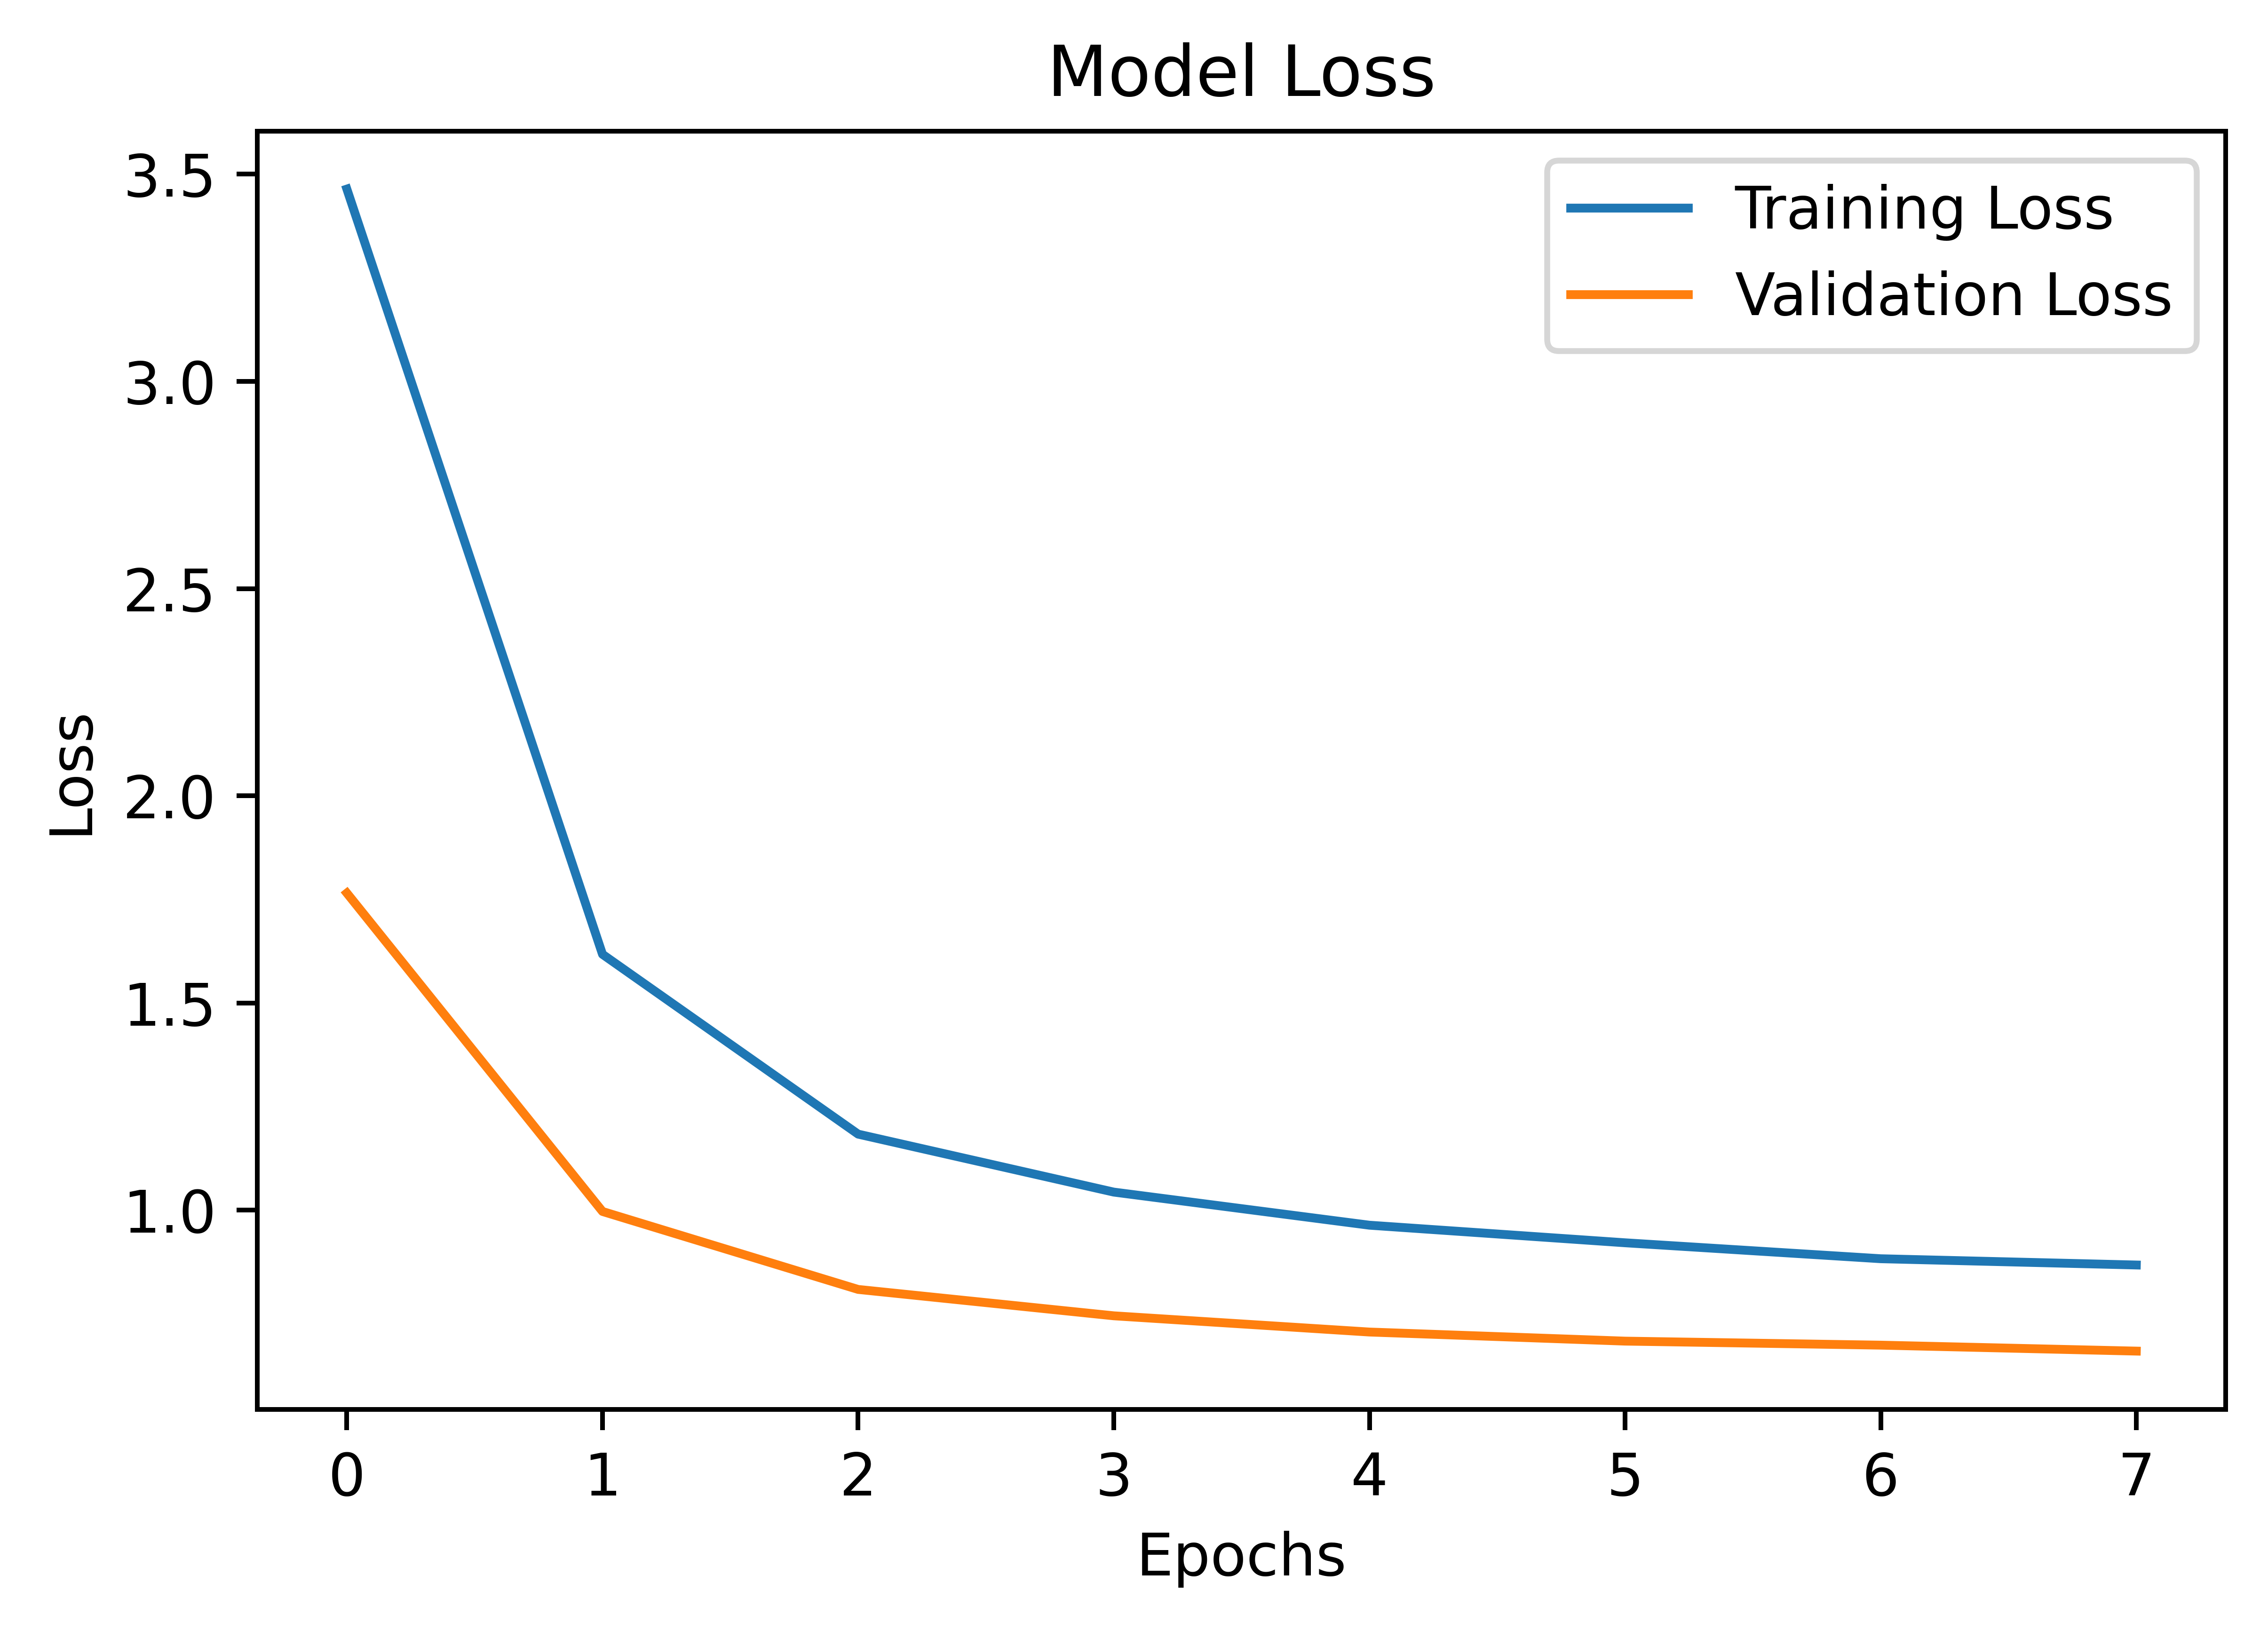 Model Loss
Training Loss
Validation Loss
3.5
3.0
2.5
2.0
1.5
1.0
Loss
0 1 2 3 4 5 6 7
Epochs